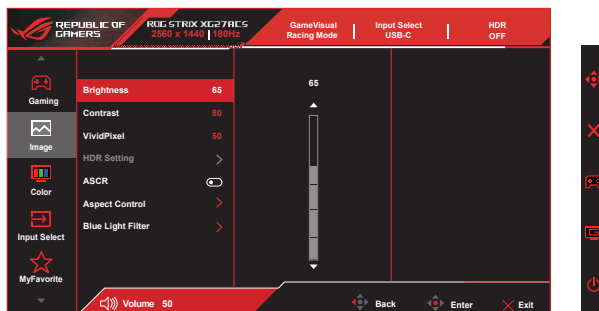 REPUBLIC OF
GAMERS
ROG STRIX XG27ACS
2560 x 1440 180Hz
GameVisual
Racing Mode
Input Select
USB-C
HDR
OFF
Gaming
Image
Color
Input Select
MyFavorite
Brightness 65
Contrast 80
VividPixel 50
HDR Setting
ASCR
Aspect Control
Blue Light Filter
65
Volume 50
Back
Enter
Exit